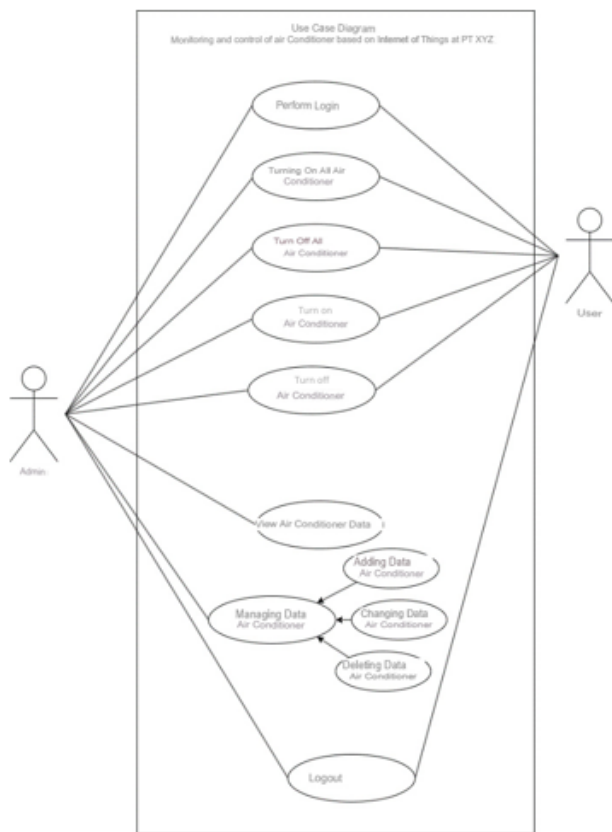 Use Case Diagram
Monitoring and control of air Conditioner based on Internet of Things at PT XYZ
Perform Login
Turning On All Air
Conditioner
Turn Off All
Air Conditioner
User
Turn on
Air Conditioner
Turn off
Air Conditioner
Admin
View Air Conditioner Data
Adding Data
Air Conditioner
Managing Data
Air Conditioner
Changing Data
Air Conditioner
Deleting Data
Air Conditioner
Logout